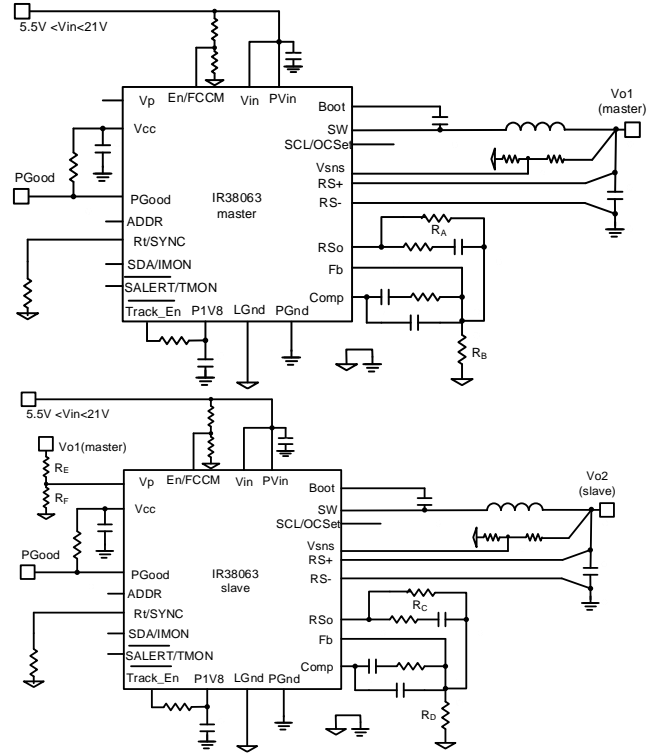 5.5V <Vin<21V
En/FCCM Vin PVin
Vp
Boot
Vo1
(master)
Vcc
SW
SCL/OCSet
Vsns
PGood
RS+
PGood
IR38063
master
RS-
ADDR
Rt/SYNC
RSo
RA
SDA/IMON
Fb
SALERT/TMON
Comp
Track_En P1V8 LGnd PGnd
RB
5.5V <Vin<21V
Vo1(master)
RE
En/FCCM Vin PVin
Vp
Boot
Vo2
(slave)
RF
Vcc
SW
SCL/OCSet
Vsns
PGood
RS+
PGood
IR38063
slave
RS-
ADDR
Rt/SYNC
RSo
RC
SDA/IMON
Fb
SALERT/TMON
Comp
Track_En P1V8 LGnd PGnd
RD